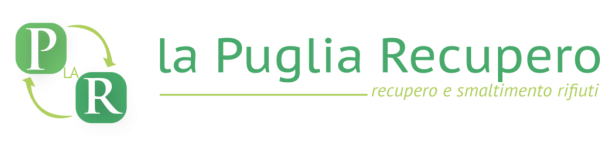 P
LA
R
la Puglia Recupero
recupero e smaltimento rifiuti